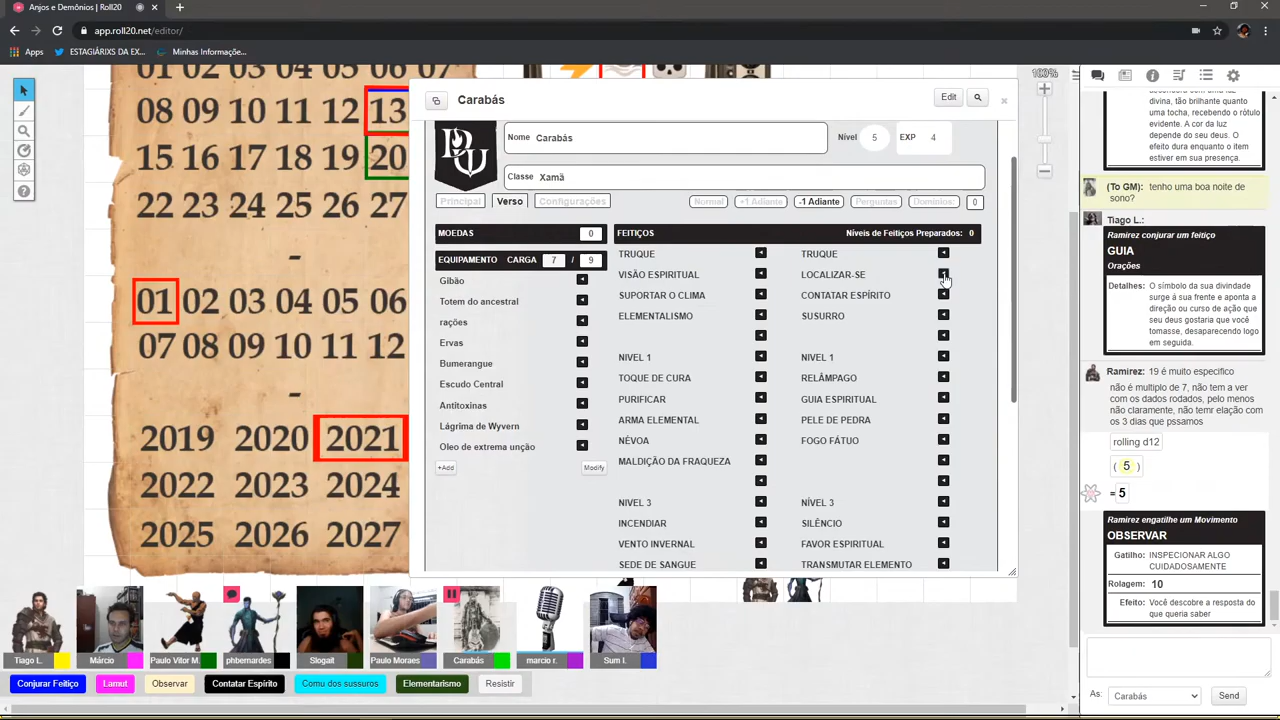 Anjos e Demônios | Roll20
app.roll20.net/editor/
Apps
ESTAGIÁRIXS DA EX...
Minhas Informaçõe...
01 02 03 04 05 06 07
08 09 10 11 12 13
15 16 17 18 19 20
22 23 24 25 26 27
-
01 02 03 04 05 06
07 08 09 10 11 12
-
2019 2020 2021
2022 2023 2024
2025 2026 2027
100%
Carabás
Edit
Nome Carabás
Nível 5 EXP 4
Classe Xamã
Principal Verso Configurações
Normal +1 Adiante -1 Adiante Perguntas Domínios: 0
MOEDAS 0
EQUIPAMENTO CARGA 7 / 9
Gibão
Totem do ancestral
rações
Ervas
Bumerangue
Escudo Central
Antitoxinas
Lágrima de Wyvern
Oleo de extrema unção
+Add Modify
FEITIÇOS Níveis de Feitiços Preparados: 0
TRUQUE TRUQUE
VISÃO ESPIRITUAL LOCALIZAR-SE
SUPORTAR O CLIMA CONTATAR ESPÍRITO
ELEMENTALISMO SUSURRO
NIVEL 1 NIVEL 1
TOQUE DE CURA RELÂMPAGO
PURIFICAR GUIA ESPIRITUAL
ARMA ELEMENTAL PELE DE PEDRA
NÉVOA FOGO FÁTUO
MALDIÇÃO DA FRAQUEZA
NIVEL 3 NÍVEL 3
INCENDIAR SILÊNCIO
VENTO INVERNAL FAVOR ESPIRITUAL
SEDE DE SANGUE TRANSMUTAR ELEMENTO
divina, tão brilhante quanto
uma tocha, recebendo o rótulo
evidente. A cor da luz
depende do seu deus. O
efeito dura enquanto o item
estiver em sua presença.
(To GM): tenho uma boa noite de
sono?
Tiago L.:
Ramirez conjurar um feitiço
GUIA
Orações
Detalhes: O símbolo da sua divindade
surge á sua frente e aponta a
direção ou curso de ação que
seu deus gostaria que você
tomasse, desaparecendo logo
em seguida.
Ramirez: 19 é muito especifico
não é multiplo de 7, não tem a ver
com os dados rodados, pelo menos
não claramente, não temr elação com
os 3 dias que pssamos
rolling d12
( 5 )
= 5
Ramirez engatilhe um Movimento
OBSERVAR
Gatilho: INSPECIONAR ALGO
CUIDADOSAMENTE
Rolagem: 10
Efeito: Você descobre a resposta do
que queria saber
As: Carabás Send
Tiago L. Márcio Paulo Vitor M. phbernardes Slogait Paulo Moraes Carabás marcio r. Sum I.
Conjurar Feitiço Lamut Observar Contatar Espírito Comu dos sussuros Elementarismo Resistir